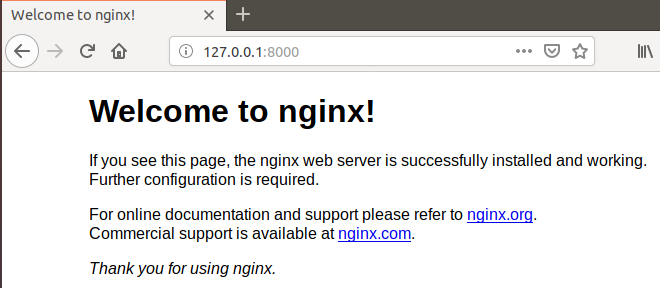 Welcome to nginx!
127.0.0.1:8000
Welcome to nginx!
If you see this page, the nginx web server is successfully installed and working.
Further configuration is required.
For online documentation and support please refer to nginx.org.
Commercial support is available at nginx.com.
Thank you for using nginx.